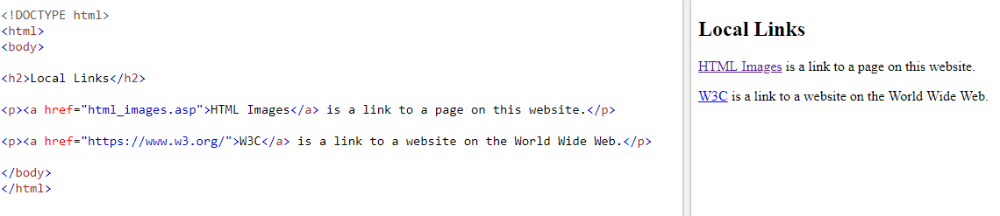 <!DOCTYPE html>
<html>
<body>
<h2>Local Links</h2>
<p><a href="html_images.asp">HTML Images</a> is a link to a page on this website.</p>
<p><a href="https://www.w3.org/">W3C</a> is a link to a website on the World Wide Web.</p>
</body>
</html>
Local Links
HTML Images is a link to a page on this website.
W3C is a link to a website on the World Wide Web.